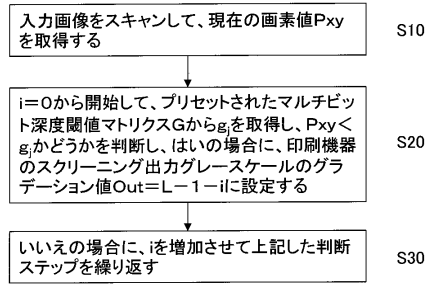 入力画像をスキャンして、現在の画素値Pxy
を取得する
S10
i=0から開始して、プリセットされたマルチビッ
ト深度閾値マトリクスGからgjを取得し、Pxy<
gjかどうかを判断し、はいの場合に、印刷機器
のスクリーニング出力グレースケールのグラ
デーション値Out=L-1-iに設定する
S20
いいえの場合に、iを増加させて上記した判断
ステップを繰り返す
S30